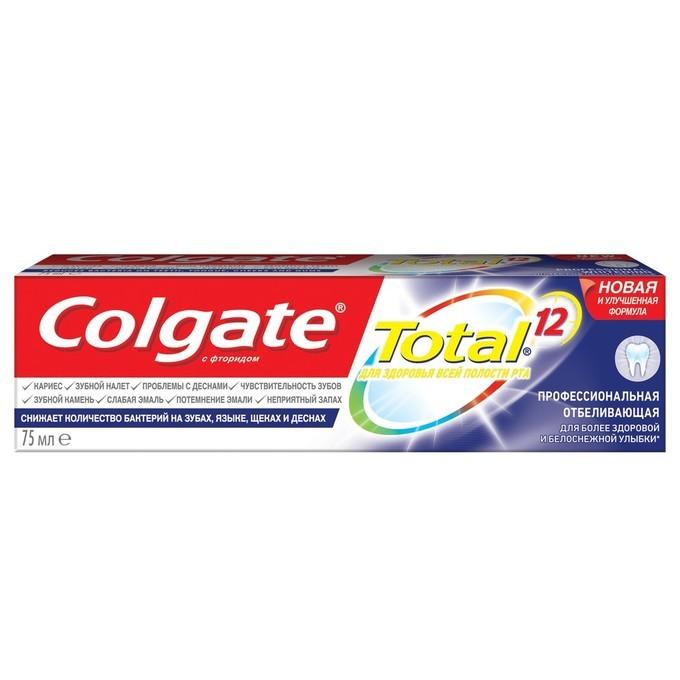 Colgate®
с фторидом
✓ КАРИЕС ✓ ЗУБНОЙ НАЛЕТ ✓ ПРОБЛЕМЫ С ДЕСНАМИ ✓ ЧУВСТВИТЕЛЬНОСТЬ ЗУБОВ
✓ ЗУБНОЙ КАМЕНЬ ✓ СЛАБАЯ ЭМАЛЬ ✓ ПОТЕМНЕНИЕ ЭМАЛИ ✓ НЕПРИЯТНЫЙ ЗАПАХ
СНИЖАЕТ КОЛИЧЕСТВО БАКТЕРИЙ НА ЗУБАХ, ЯЗЫКЕ, ЩЕКАХ И ДЕСНАХ
75 МЛ ℮
Total®12
ДЛЯ ЗДОРОВЬЯ ВСЕЙ ПОЛОСТИ РТА
НОВАЯ
И УЛУЧШЕННАЯ
ФОРМУЛА
ПРОФЕССИОНАЛЬНАЯ
ОТБЕЛИВАЮЩАЯ
ДЛЯ БОЛЕЕ ЗДОРОВОЙ
И БЕЛОСНЕЖНОЙ УЛЫБКИ*